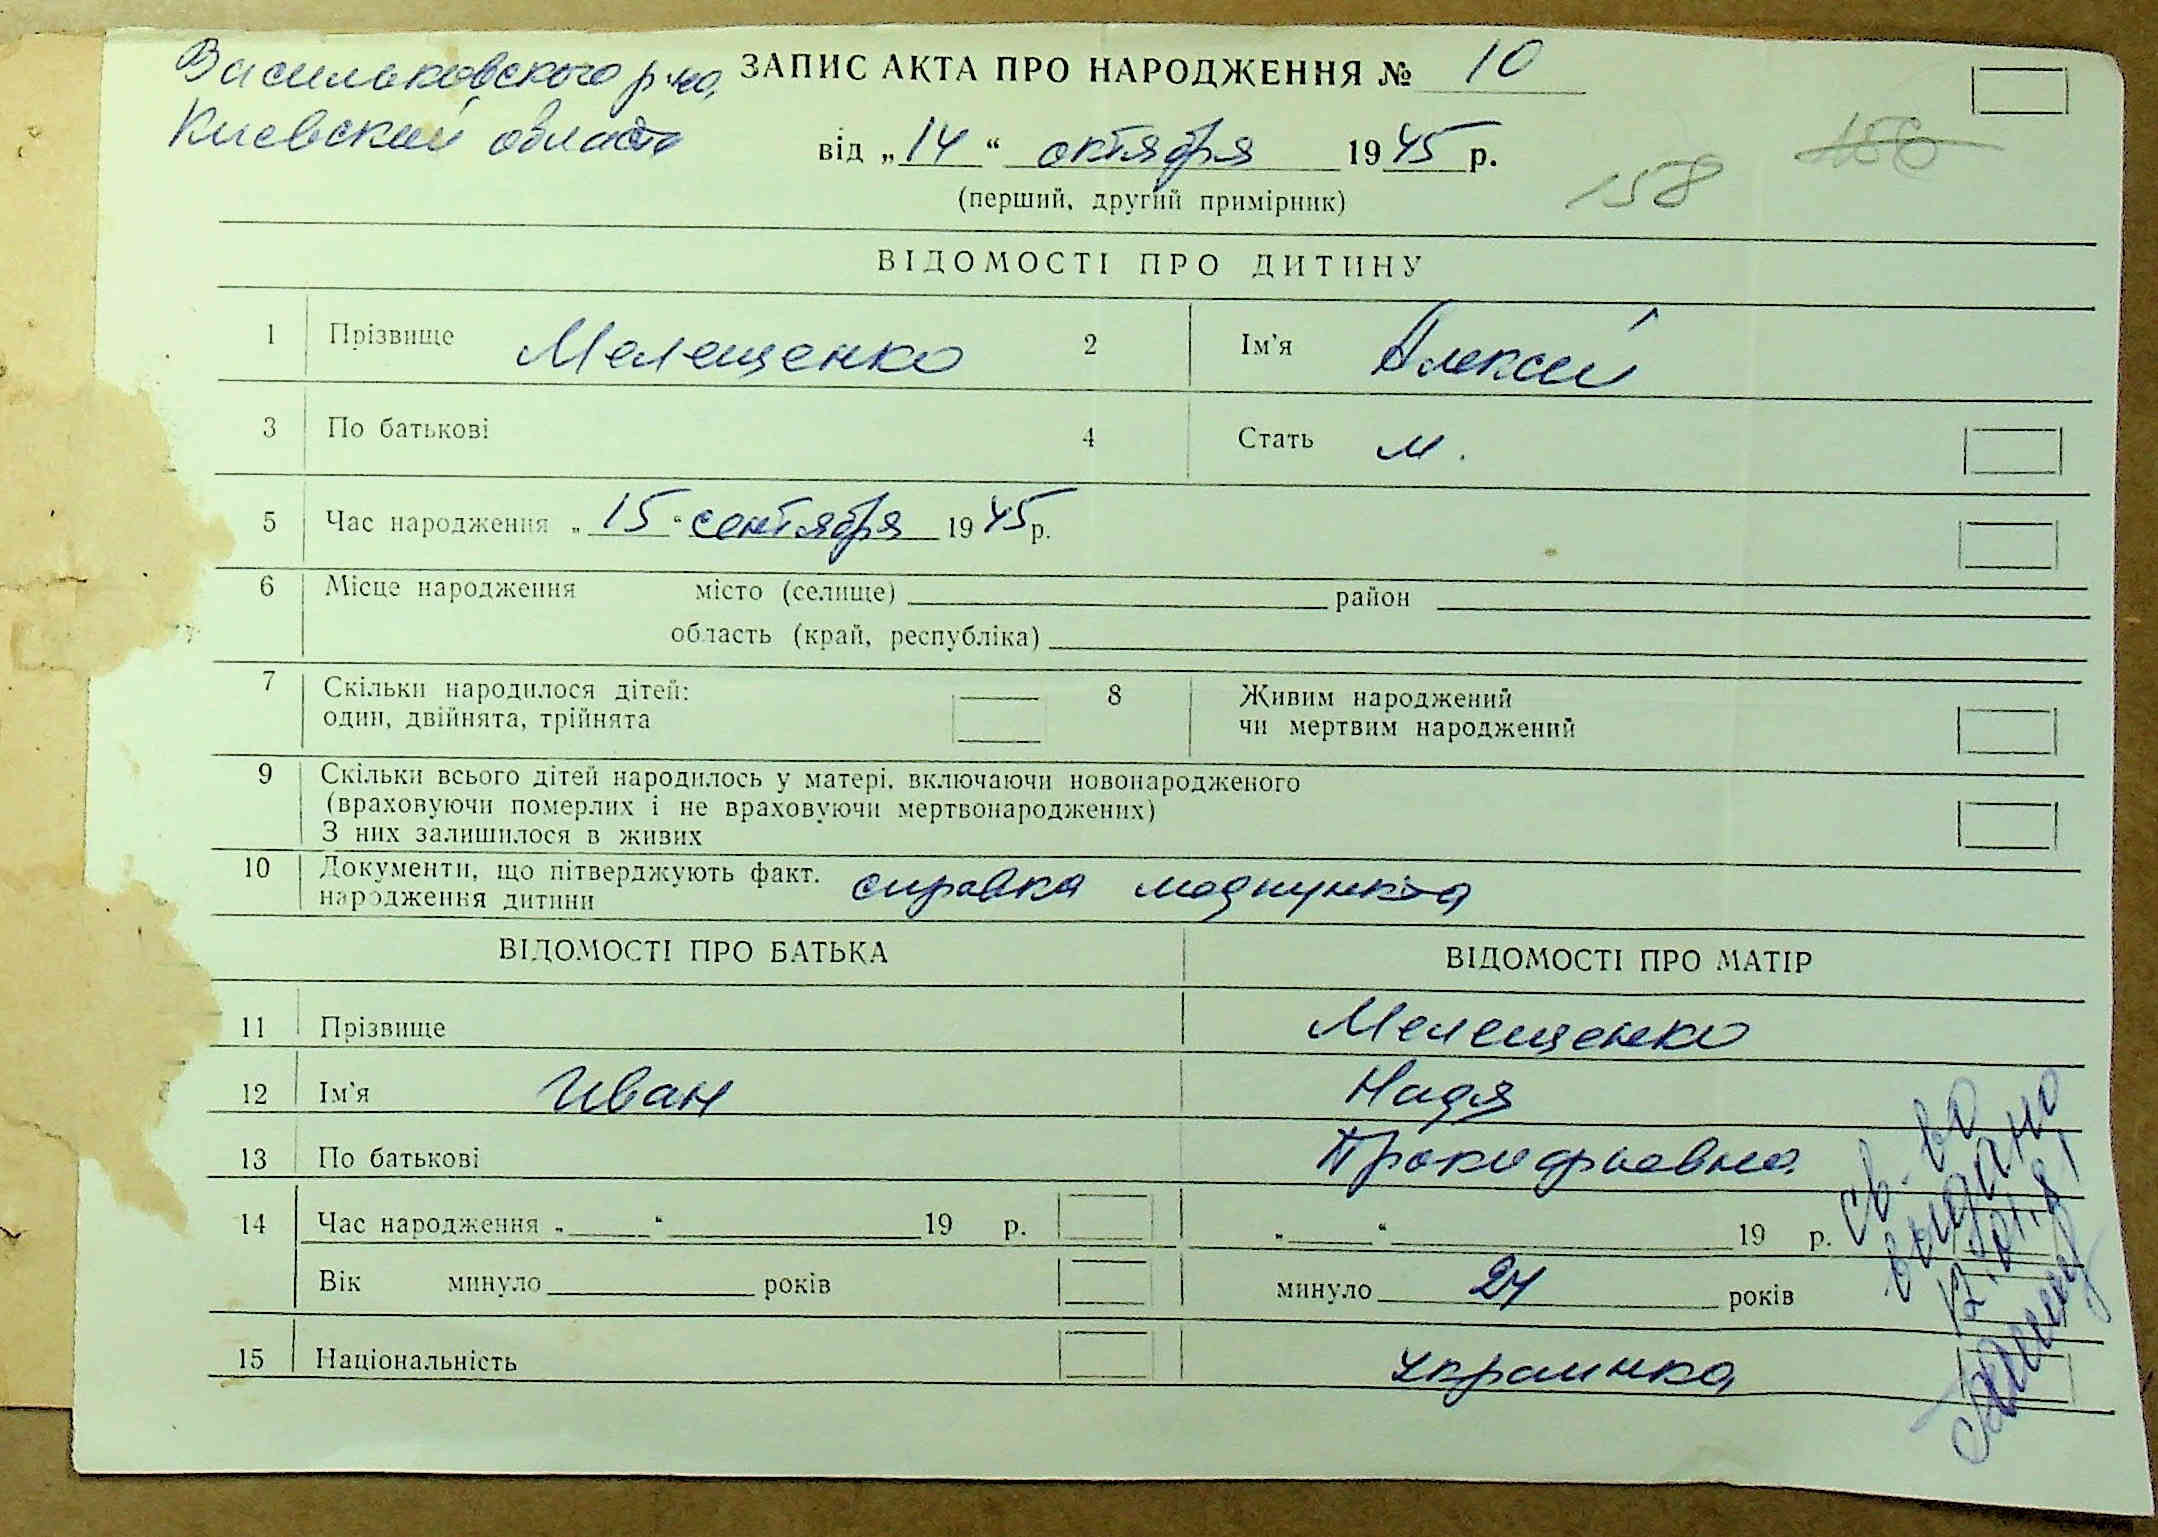 Васильковского р-на, ЗАПИС АКТА ПРО НАРОДЖЕННЯ № 10
Киевской области від „14“ октября 1945 р.
158 156
(перший, другий примірник)
ВІДОМОСТІ ПРО ДИТИНУ
1 Прізвище Мелещенко 2 Ім'я Алексей
3 По батькові 4 Стать м.
5 Час народження „15“ сентября 1945 р.
6 Місце народження місто (селище) район
область (край, республіка)
7 Скільки народилося дітей: 8 Живим народжений
один, двійнята, трійнята чи мертвим народжений
9 Скільки всього дітей народилось у матері, включаючи новонародженого
(враховуючи померлих і не враховуючи мертвонароджених)
З них залишилося в живих
10 Документи, що пітверджують факт. справка медпункта
народження дитини
ВІДОМОСТІ ПРО БАТЬКА ВІДОМОСТІ ПРО МАТІР
11 Прізвище Мелещенко
12 Ім'я Иван Надя
13 По батькові Прокофьевна
14 Час народження „ “ 19 р. „ “ 19 р.
Вік минуло років минуло 24 років
15 Національність украинка
Св-во
выдано